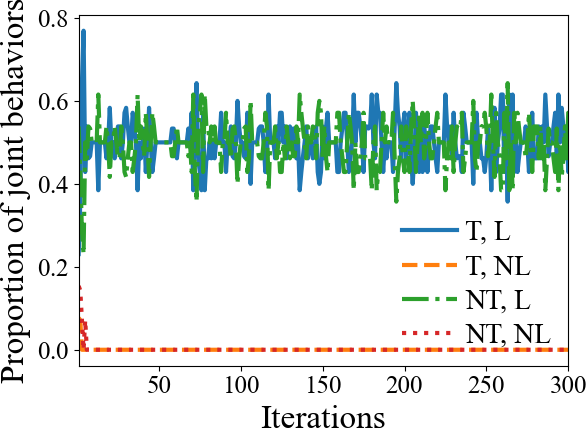 Proportion of joint behaviors
0.8
0.6
0.4
0.2
0.0
T, L
T, NL
NT, L
NT, NL
50
100
150
200
250
300
Iterations